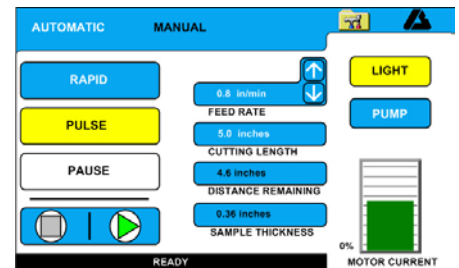 AUTOMATIC MANUAL
RAPID
PULSE
PAUSE
0.8 in/min
FEED RATE
5.0 inches
CUTTING LENGTH
4.6 inches
DISTANCE REMAINING
0.36 inches
SAMPLE THICKNESS
LIGHT
PUMP
0%
MOTOR CURRENT
READY